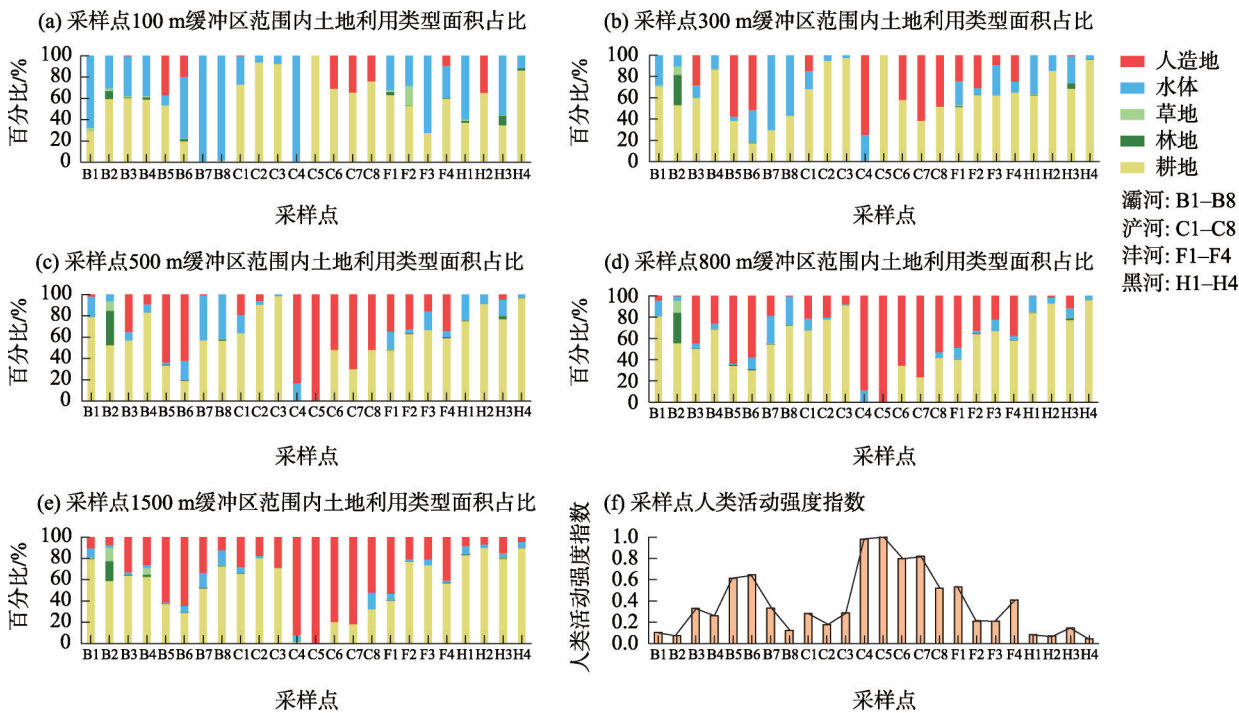 (a) 采样点100 m缓冲区范围内土地利用类型面积占比
百分比/%
100
80
60
40
20
0
B1 B2 B3 B4 B5 B6 B7 B8 C1 C2 C3 C4 C5 C6 C7 C8 F1 F2 F3 F4 H1 H2 H3 H4
采样点
(b) 采样点300 m缓冲区范围内土地利用类型面积占比
百分比/%
100
80
60
40
20
0
B1 B2 B3 B4 B5 B6 B7 B8 C1 C2 C3 C4 C5 C6 C7 C8 F1 F2 F3 F4 H1 H2 H3 H4
采样点
人造地
水体
草地
林地
耕地
灞河: B1–B8
浐河: C1–C8
沣河: F1–F4
黑河: H1–H4
(c) 采样点500 m缓冲区范围内土地利用类型面积占比
百分比/%
100
80
60
40
20
0
B1 B2 B3 B4 B5 B6 B7 B8 C1 C2 C3 C4 C5 C6 C7 C8 F1 F2 F3 F4 H1 H2 H3 H4
采样点
(d) 采样点800 m缓冲区范围内土地利用类型面积占比
百分比/%
100
80
60
40
20
0
B1 B2 B3 B4 B5 B6 B7 B8 C1 C2 C3 C4 C5 C6 C7 C8 F1 F2 F3 F4 H1 H2 H3 H4
采样点
(e) 采样点1500 m缓冲区范围内土地利用类型面积占比
百分比/%
100
80
60
40
20
0
B1 B2 B3 B4 B5 B6 B7 B8 C1 C2 C3 C4 C5 C6 C7 C8 F1 F2 F3 F4 H1 H2 H3 H4
采样点
(f) 采样点人类活动强度指数
人类活动强度指数
1.0
0.8
0.6
0.4
0.2
0.0
B1 B2 B3 B4 B5 B6 B7 B8 C1 C2 C3 C4 C5 C6 C7 C8 F1 F2 F3 F4 H1 H2 H3 H4
采样点